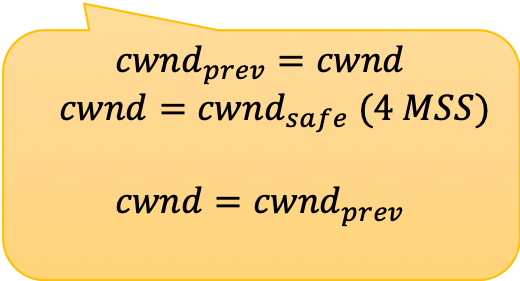 cwnd_prev = cwnd
cwnd = cwnd_safe (4 MSS)
cwnd = cwnd_prev